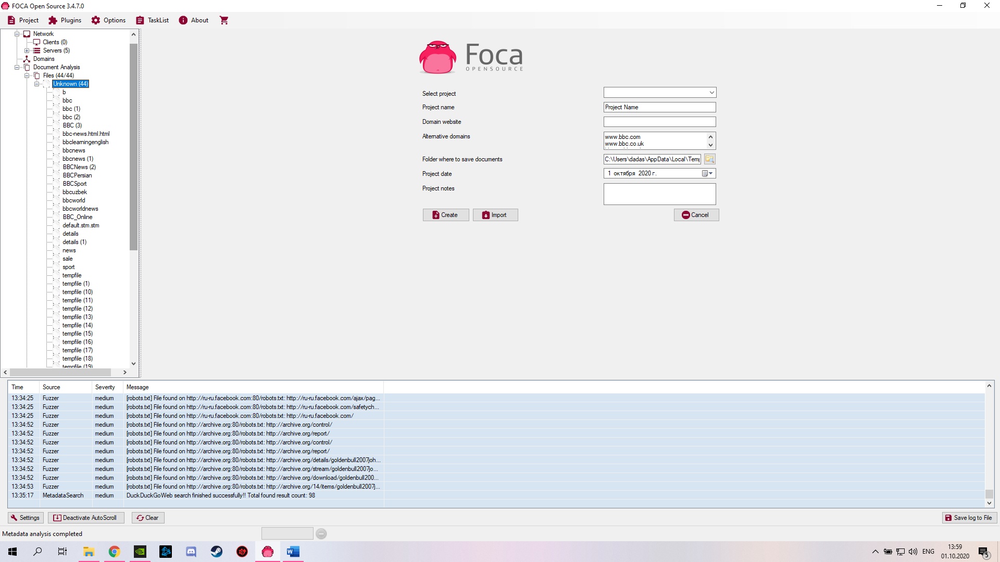 FOCA Open Source 3.4.7.0
Project Plugins Options TaskList About
Network
Clients (0)
Servers (5)
Domains
Document Analysis
Files (44/44)
Unknown (44)
b
bbc
bbc (1)
bbc (2)
BBC (3)
bbc-news.html.html
bbclearningenglish
bbcnews
bbcnews (1)
BBCNews (2)
BBCPersian
BBCSport
bbcuzbek
bbcworld
bbcworldnews
BBC_Online
default.stm.stm
details
details (1)
news
sale
sport
tempfile
tempfile (1)
tempfile (10)
tempfile (11)
tempfile (12)
tempfile (13)
tempfile (14)
tempfile (15)
tempfile (16)
tempfile (17)
tempfile (18)
tempfile (19)
Foca
OPENSOURCE
Select project
Project name Project Name
Domain website
Alternative domains www.bbc.com
www.bbc.co.uk
Folder where to save documents C:\Users\dadas\AppData\Local\Temp
Project date 1 октября 2020 г.
Project notes
Create Import Cancel
Time Source Severity Message
13:34:25 Fuzzer medium [robots.txt] File found on http://ru-ru.facebook.com:80/robots.txt: http://ru-ru.facebook.com/ajax/pag...
13:34:25 Fuzzer medium [robots.txt] File found on http://ru-ru.facebook.com:80/robots.txt: http://ru-ru.facebook.com/safetych...
13:34:25 Fuzzer medium [robots.txt] File found on http://ru-ru.facebook.com:80/robots.txt: http://ru-ru.facebook.com/
13:34:52 Fuzzer medium [robots.txt] File found on http://archive.org:80/robots.txt: http://archive.org/control/
13:34:52 Fuzzer medium [robots.txt] File found on http://archive.org:80/robots.txt: http://archive.org/report/
13:34:52 Fuzzer medium [robots.txt] File found on http://archive.org:80/robots.txt: http://archive.org/control/
13:34:52 Fuzzer medium [robots.txt] File found on http://archive.org:80/robots.txt: http://archive.org/report/
13:34:52 Fuzzer medium [robots.txt] File found on http://archive.org:80/robots.txt: http://archive.org/details/goldenbull2007joh...
13:34:52 Fuzzer medium [robots.txt] File found on http://archive.org:80/robots.txt: http://archive.org/stream/goldenbull2007jo...
13:34:52 Fuzzer medium [robots.txt] File found on http://archive.org:80/robots.txt: http://archive.org/download/goldenbull200...
13:34:53 Fuzzer medium [robots.txt] File found on http://archive.org:80/robots.txt: http://archive.org/14/items/goldenbull2007j...
13:35:17 MetadataSearch medium DuckDuckGoWeb search finished successfully!! Total found result count: 98
Settings Deactivate AutoScroll Clear Save log to File
Metadata analysis completed
ENG 13:59
01.10.2020 5